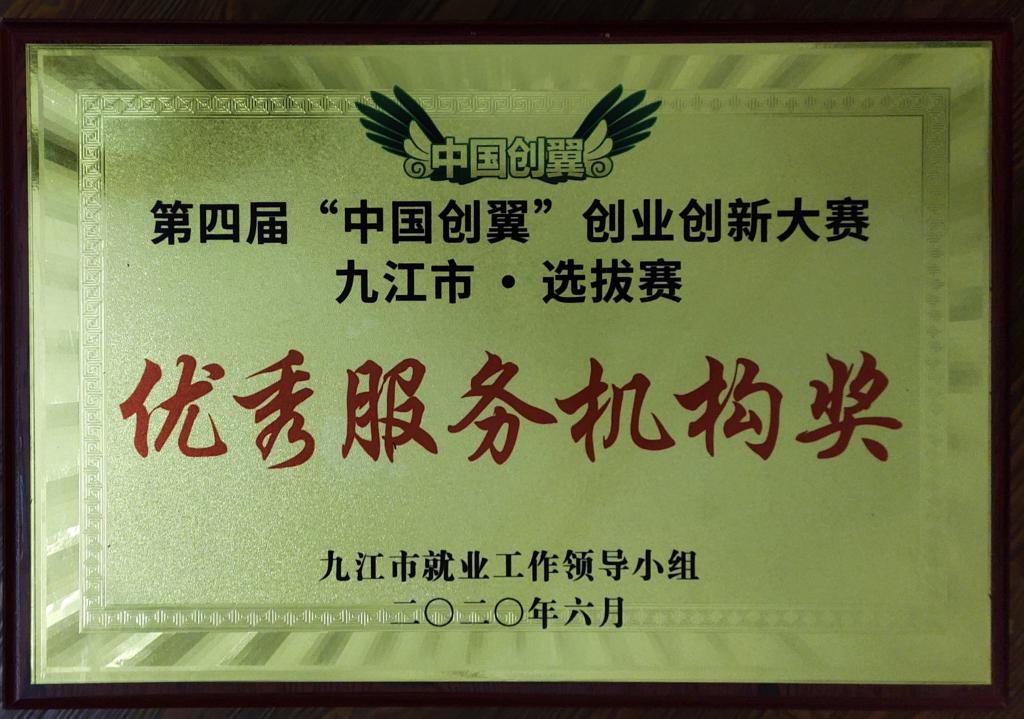 中国创翼
第四届“中国创翼”创业创新大赛
九江市·选拔赛
优秀服务机构奖
九江市就业工作领导小组
二〇二〇年六月